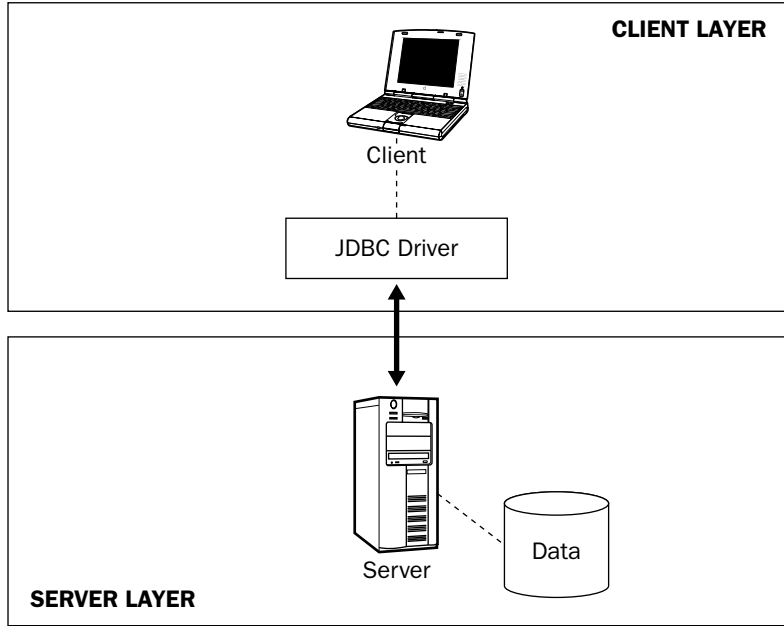 CLIENT LAYER
Client
JDBC Driver
Server
Data
SERVER LAYER